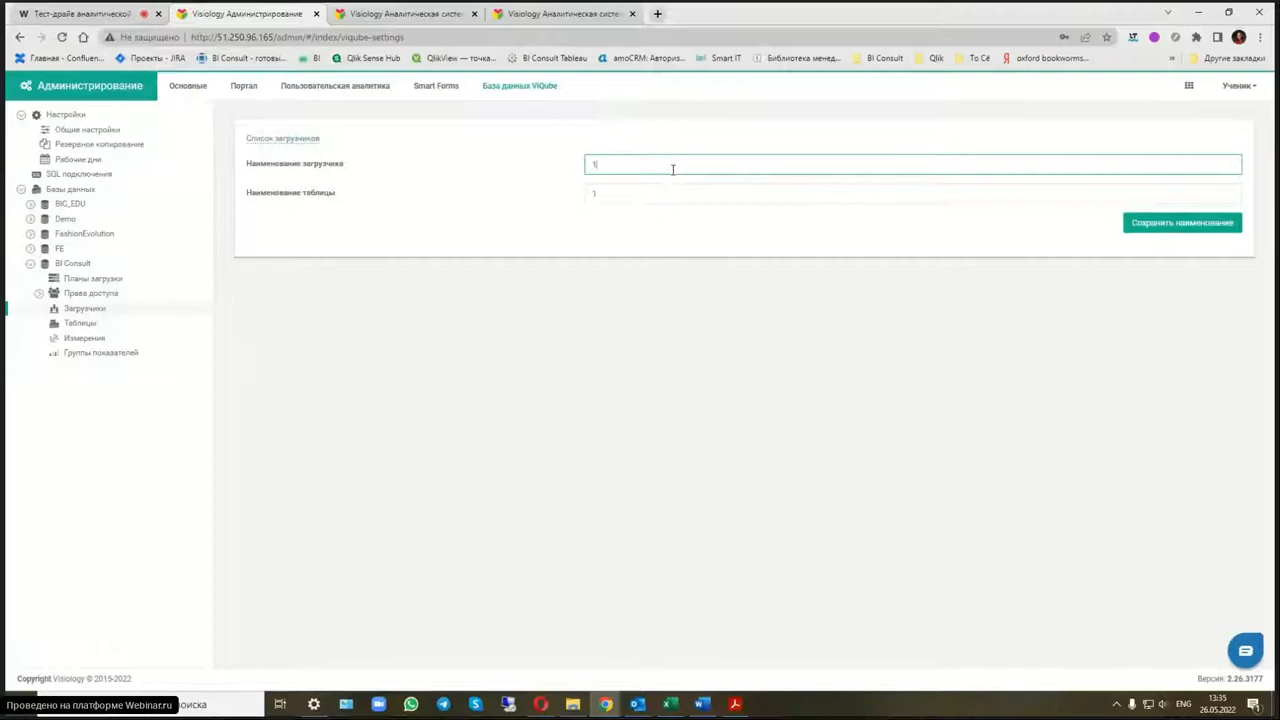 Тест-драйв аналитической
Visiology Администрирование
Visiology Аналитическая систем
Visiology Аналитическая систем
Не защищено
http://51.250.96.165/admin/#/index/viqube-settings
Главная - Confluen...
Проекты - JIRA
BI Consult - готовы...
BI
Qlik Sense Hub
QlikView — точка...
BI Consult Tableau
amoCRM: Авториз...
Smart IT
Библиотека менед...
BI Consult
Qlik
To Cё
oxford bookworms...
»
Другие закладки
Администрирование
Основные
Портал
Пользовательская аналитика
Smart Forms
База данных ViQube
Ученик
Настройки
Общие настройки
Резервное копирование
Рабочие дни
SQL подключения
Базы данных
BIC_EDU
Demo
FashionEvolution
FE
BI Consult
Планы загрузки
Права доступа
Загрузчики
Таблицы
Измерения
Группы показателей
Список загрузчиков
Наименование загрузчика
1
Наименование таблицы
1
Сохранить наименование
Copyright Visiology © 2015-2022
Версия: 2.26.3177
Проведено на платформе Webinar.ru
поиска
ENG
13:35
26.05.2022